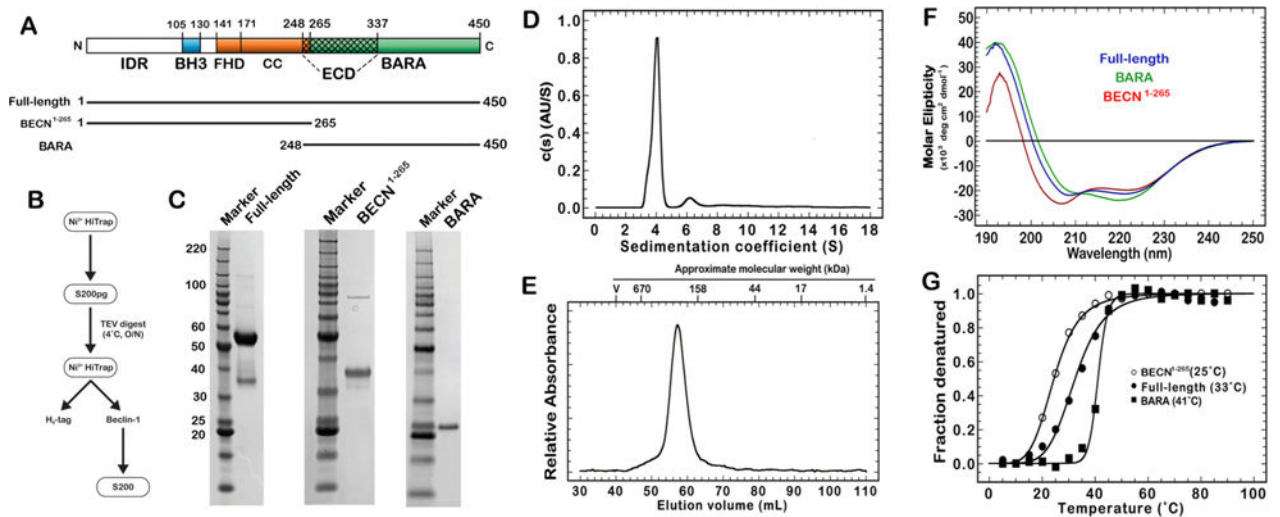 A
105 130 141 171 248 265 337 450
N C
IDR BH3 FHD CC ECD BARA
Full-length 1 450
BECN1-265 1 265
BARA 248 450
B
Ni2+ HiTrap
S200pg
TEV digest
(4°C, O/N)
Ni2+ HiTrap
H6-tag Beclin-1
S200
C
Marker Full-length
220
100
60
50
40
30
25
20
Marker BECN1-265
Marker BARA
D
c(s) (AU/S)
1.0
0.8
0.6
0.4
0.2
0.0
0 2 4 6 8 10 12 14 16 18
Sedimentation coefficient (S)
E
Approximate molecular weight (kDa)
V 670 158 44 17 1.4
Relative Absorbance
30 40 50 60 70 80 90 100 110
Elution volume (mL)
F
Molar Elipticity
(x10³ deg cm² dmol⁻¹)
40
30
20
10
0
-10
-20
-30
Full-length
BARA
BECN 1-265
190 200 210 220 230 240 250
Wavelength (nm)
G
Fraction denatured
1.0
0.8
0.6
0.4
0.2
0.0
BECN1-265(25°C)
Full-length (33°C)
BARA (41°C)
0 20 40 60 80 100
Temperature (°C)